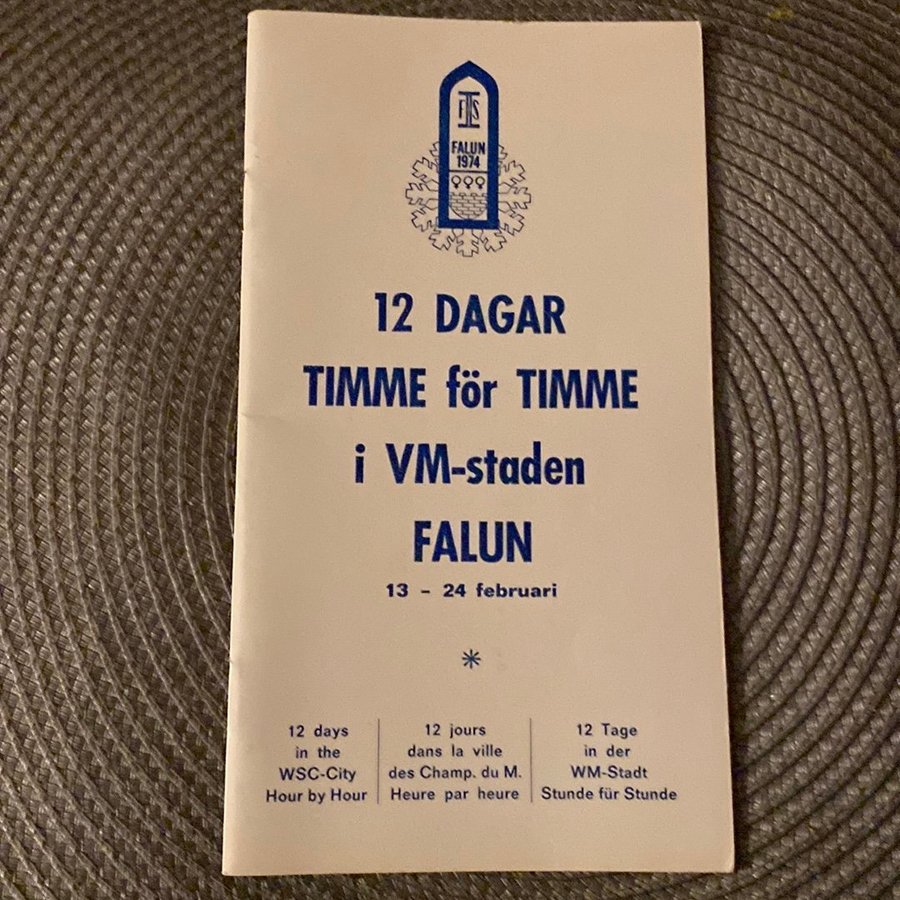 FIS
FALUN
1974
12 DAGAR
TIMME för TIMME
i VM-staden
FALUN
13 – 24 februari
12 days
in the
WSC-City
Hour by Hour
12 jours
dans la ville
des Champ. du M.
Heure par heure
12 Tage
in der
WM-Stadt
Stunde für Stunde